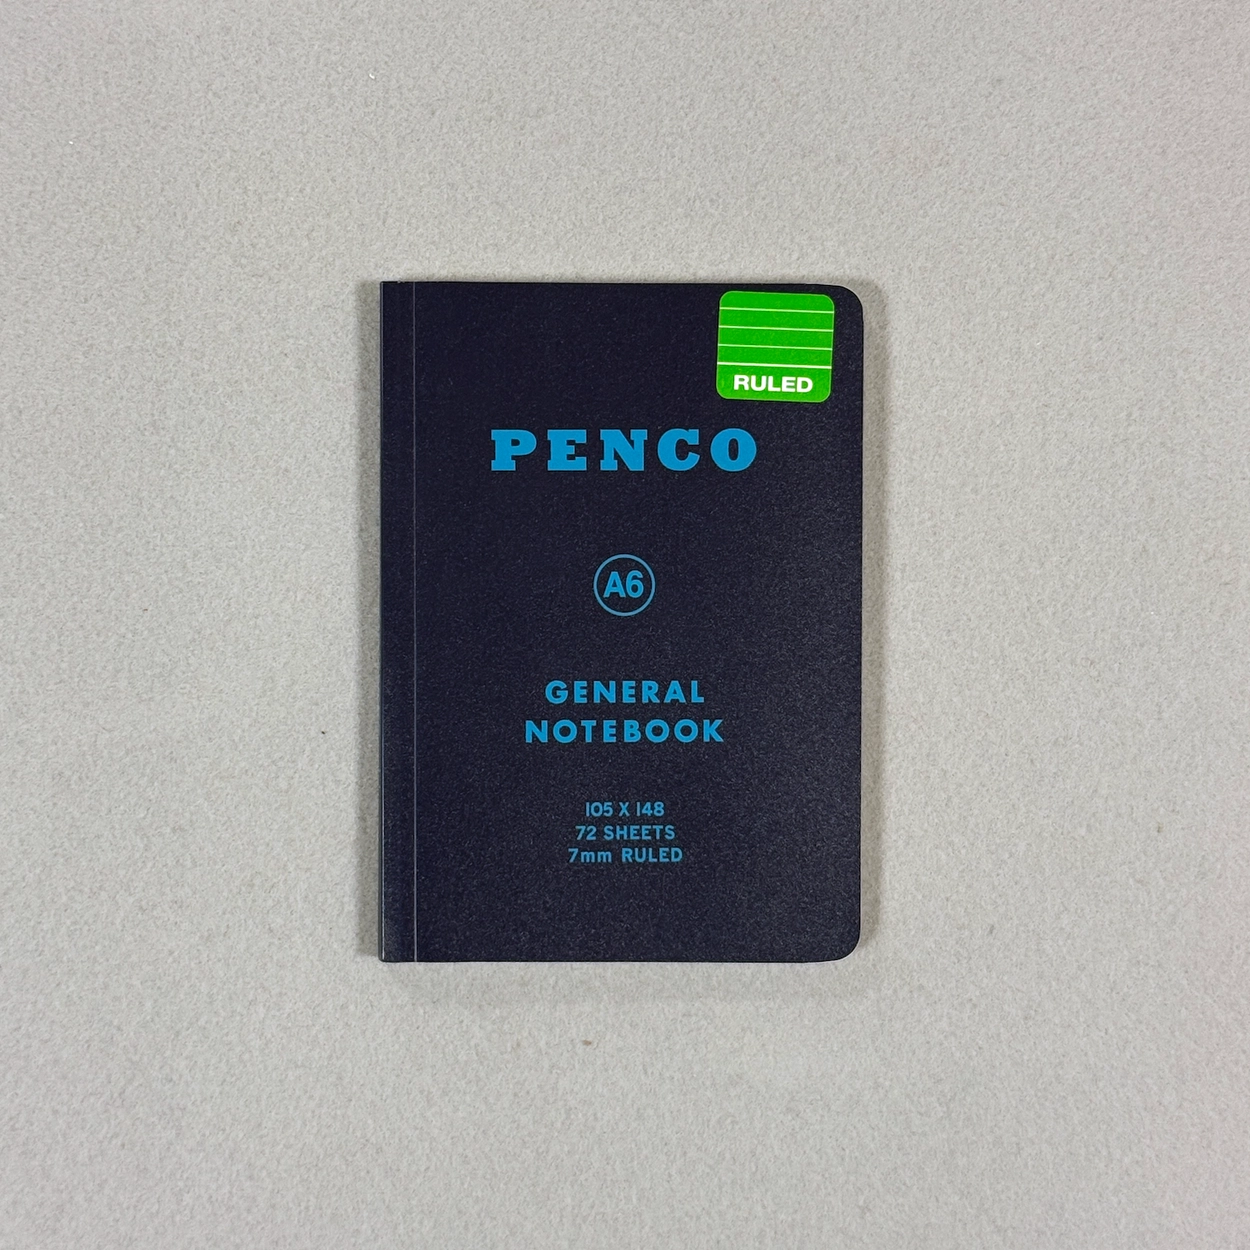 RULED
PENCO
A6
GENERAL
NOTEBOOK
105 X 148
72 SHEETS
7mm RULED